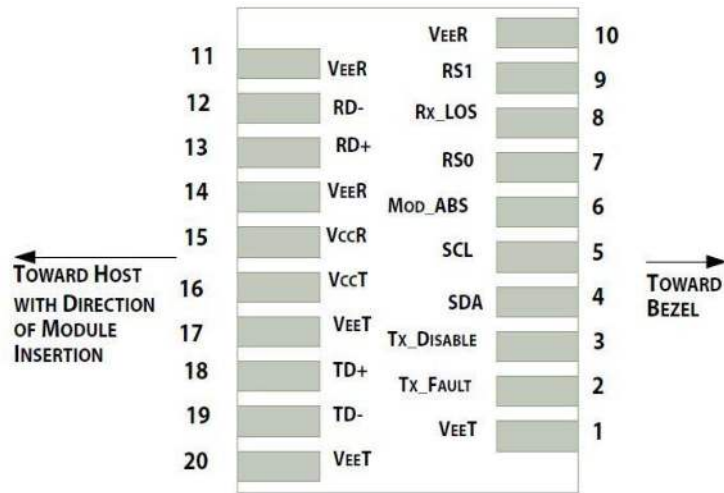 VEER 10
11 VEER
RS1 9
12 RD-
RX_LOS 8
13 RD+
RS0 7
14 VEER
MOD_ABS 6
15 VCCR
SCL 5
16 VCCT
SDA 4
17 VEET
TX_DISABLE 3
18 TD+
TX_FAULT 2
19 TD-
VEET 1
20 VEET
TOWARD HOST
WITH DIRECTION
OF MODULE
INSERTION
TOWARD
BEZEL